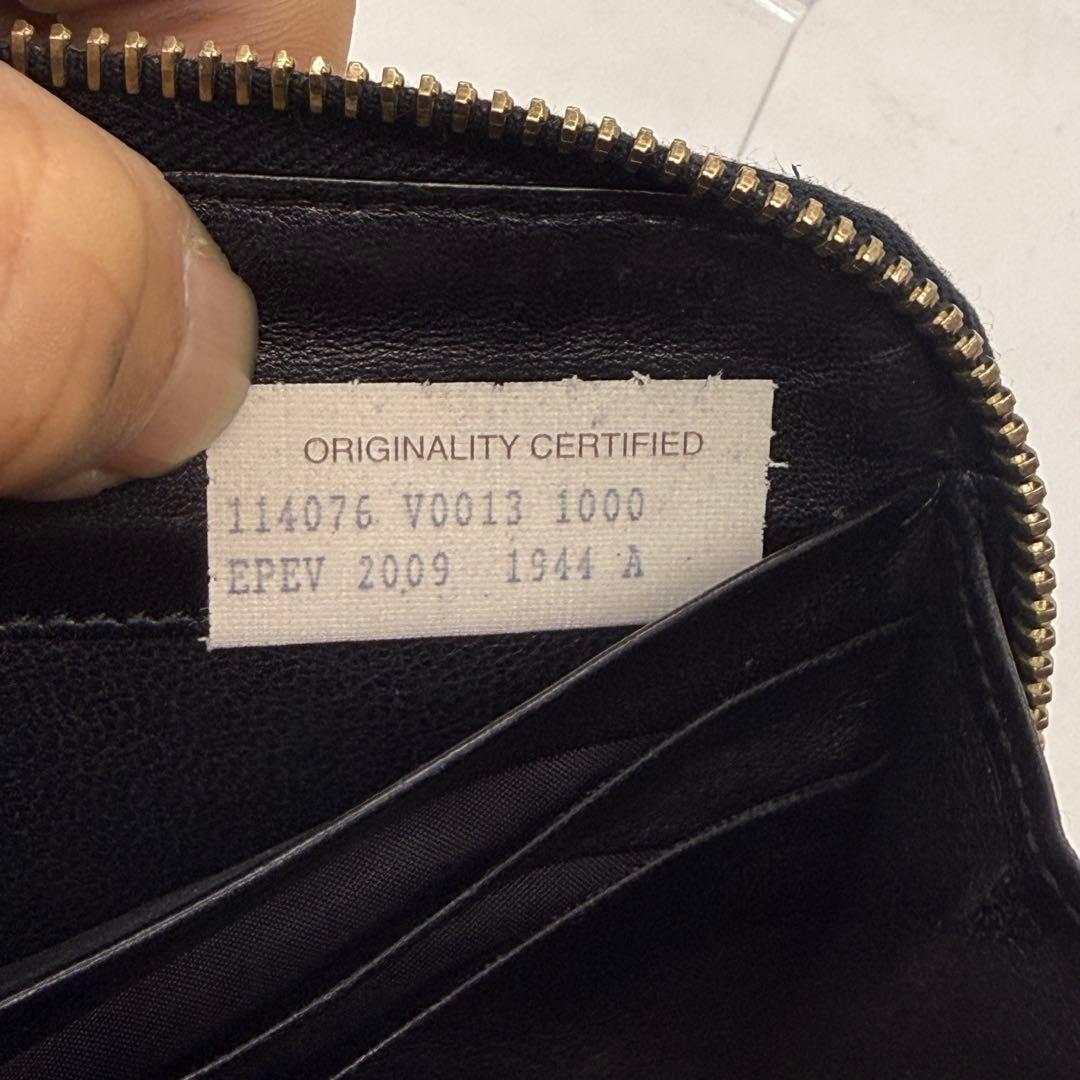 ORIGINALITY CERTIFIED
114076 V0013 1000
EPEV 2009 1944 A